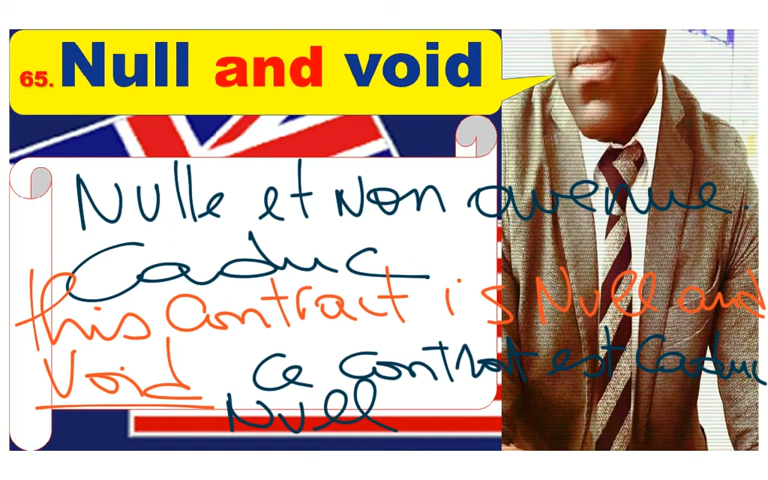 65. Null and void
Nulle et Non avenue.
Caduc
this Contract is Null and
Void ce contrat est Caduc
Null